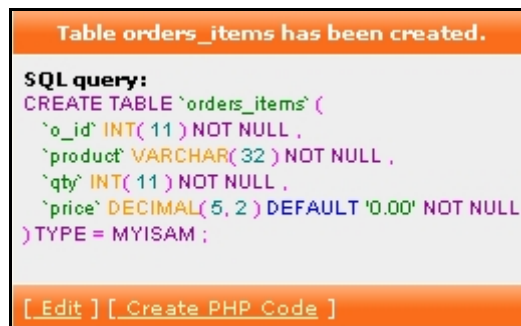 Table orders_items has been created.
SQL query:
CREATE TABLE `orders_items` (
`o_id` INT( 11 ) NOT NULL ,
`product` VARCHAR( 32 ) NOT NULL ,
`qty` INT( 11 ) NOT NULL ,
`price` DECIMAL( 5, 2 ) DEFAULT '0.00' NOT NULL
) TYPE = MYISAM ;
[ Edit ] [ Create PHP Code ]